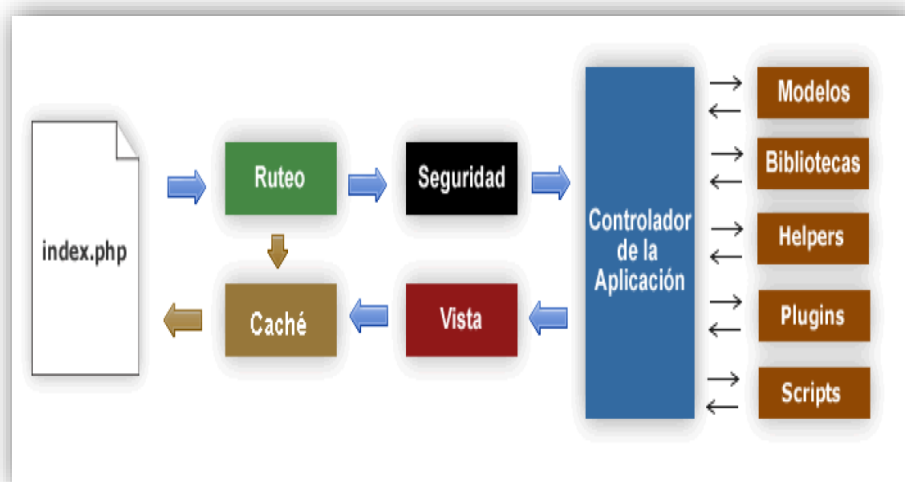 index.php
Ruteo
Seguridad
Caché
Vista
Controlador
de la
Aplicación
Modelos
Bibliotecas
Helpers
Plugins
Scripts